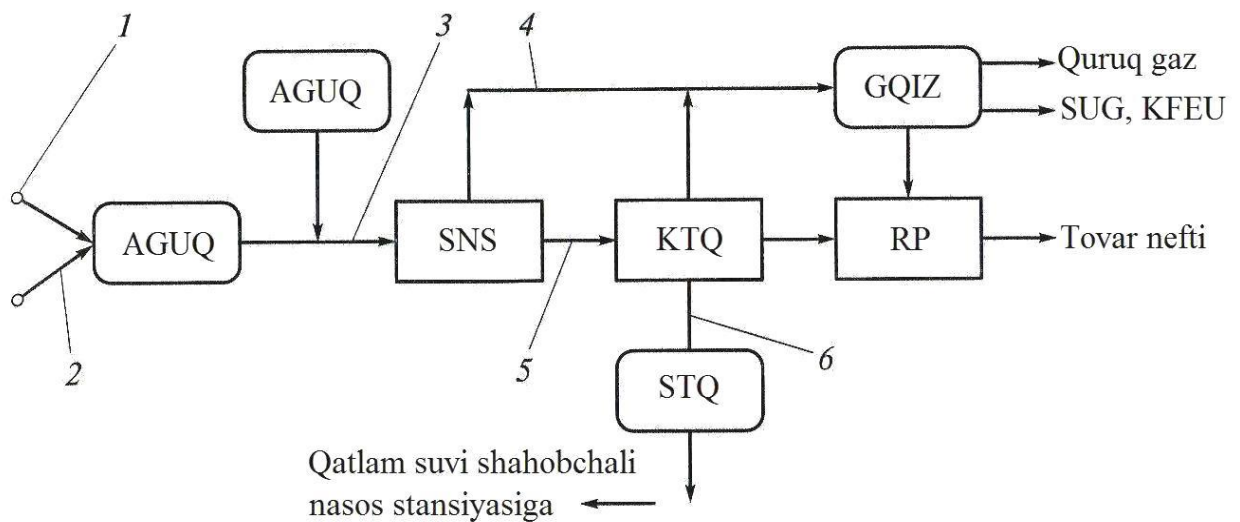 1
3
4
AGUQ
GQIZ
Quruq gaz
SUG, KFEU
AGUQ
SNS
KTQ
RP
Tovar nefti
2
5
6
STQ
Qatlam suvi shahobchali
nasos stansiyasiga